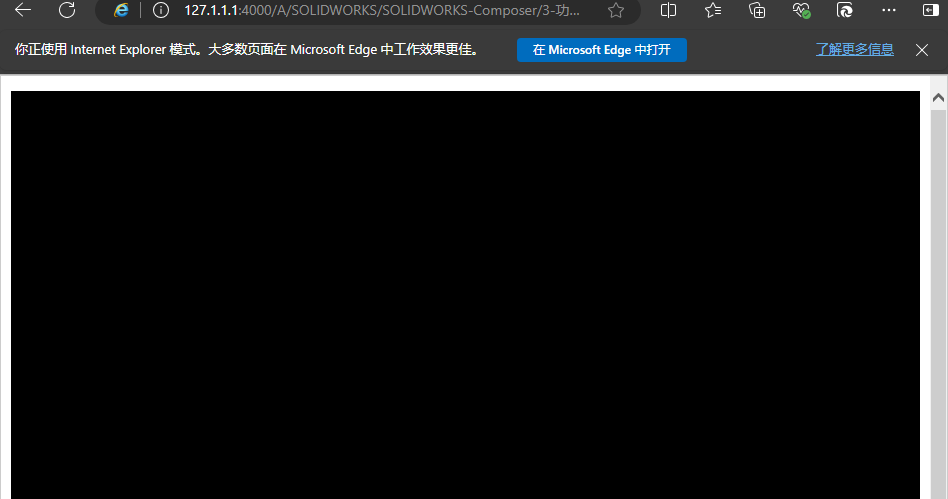 127.1.1.1:4000/A/SOLIDWORKS/SOLIDWORKS-Composer/3-功...
你正使用 Internet Explorer 模式。大多数页面在 Microsoft Edge 中工作效果更佳。 在 Microsoft Edge 中打开 了解更多信息